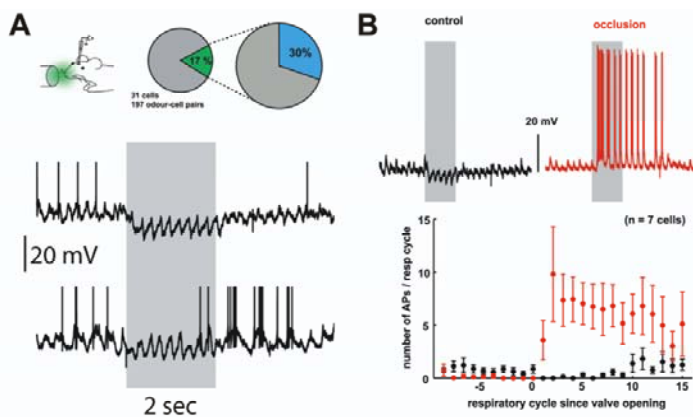 A
17 %
30%
31 cells
197 odour-cell pairs
20 mV
2 sec
B
control
occlusion
20 mV
(n = 7 cells)
number of APs / resp cycle
15
10
5
0
-5
0
5
10
15
respiratory cycle since valve opening